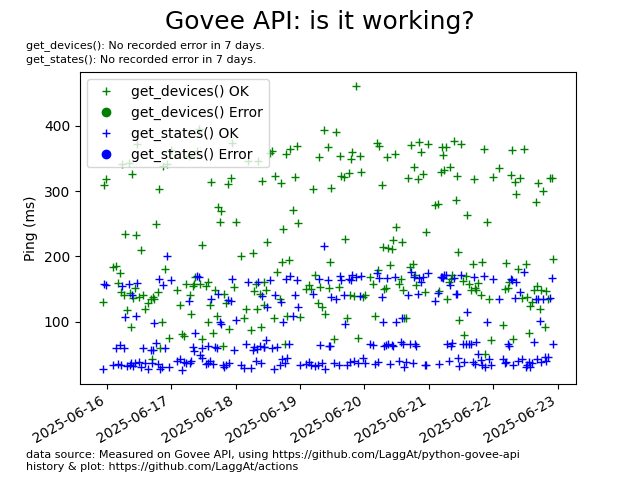 Govee API: is it working?
get_devices(): No recorded error in 7 days.
get_states(): No recorded error in 7 days.
get_devices() OK
get_devices() Error
get_states() OK
get_states() Error
Ping (ms)
400
300
200
100
2025-06-16
2025-06-17
2025-06-18
2025-06-19
2025-06-20
2025-06-21
2025-06-22
2025-06-23
data source: Measured on Govee API, using https://github.com/LaggAt/python-govee-api
history & plot: https://github.com/LaggAt/actions